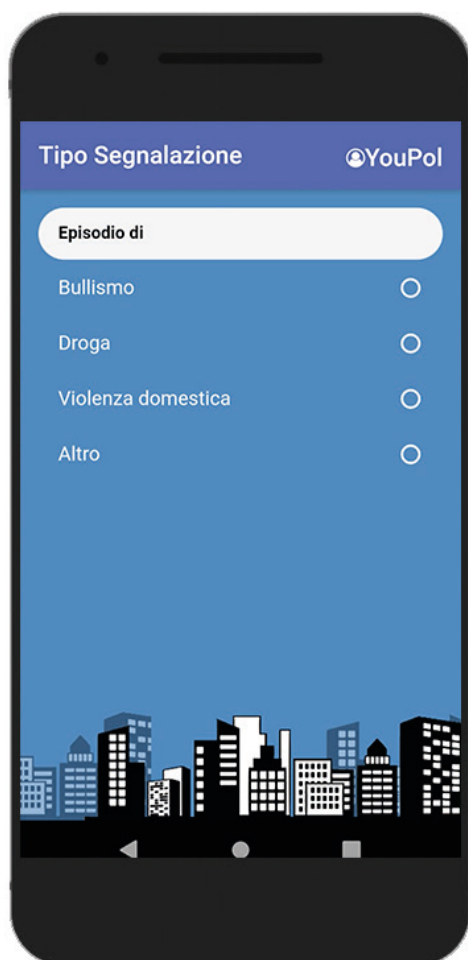 Tipo Segnalazione YouPol
Episodio di
Bullismo
Droga
Violenza domestica
Altro